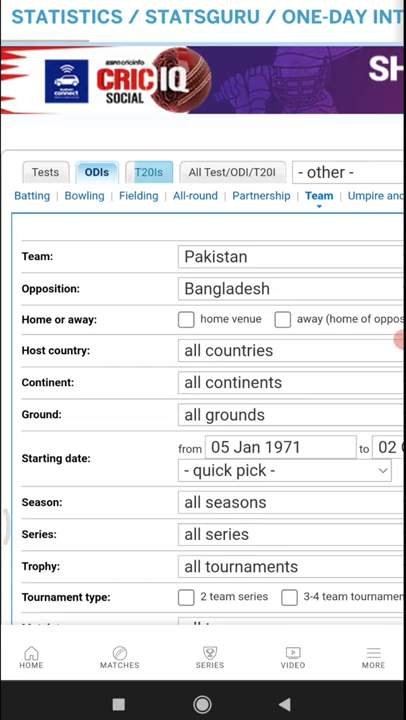 STATISTICS / STATSGURU / ONE-DAY INT
ESPN cricinfo
CRIC IQ
SOCIAL
connect
SH
Tests ODIs T20Is All Test/ODI/T20I - other -
Batting | Bowling | Fielding | All-round | Partnership | Team | Umpire and
Team: Pakistan
Opposition: Bangladesh
Home or away: home venue away (home of oppos
Host country: all countries
Continent: all continents
Ground: all grounds
Starting date: from 05 Jan 1971 to 02
- quick pick -
Season: all seasons
Series: all series
Trophy: all tournaments
Tournament type: 2 team series 3-4 team tournamen
HOME MATCHES SERIES VIDEO MORE